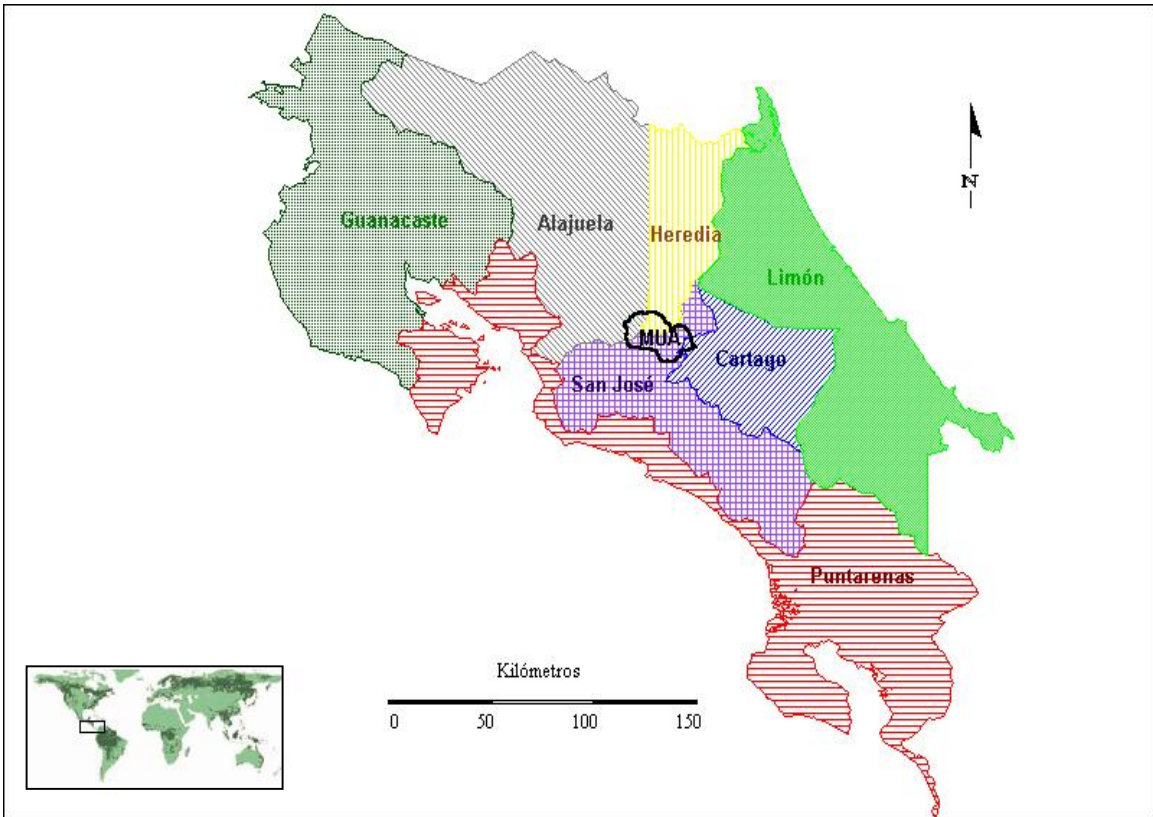 N
Guanacaste
Alajuela
Heredia
Limón
MUA
Cartago
San José
Puntarenas
Kilómetros
0 50 100 150